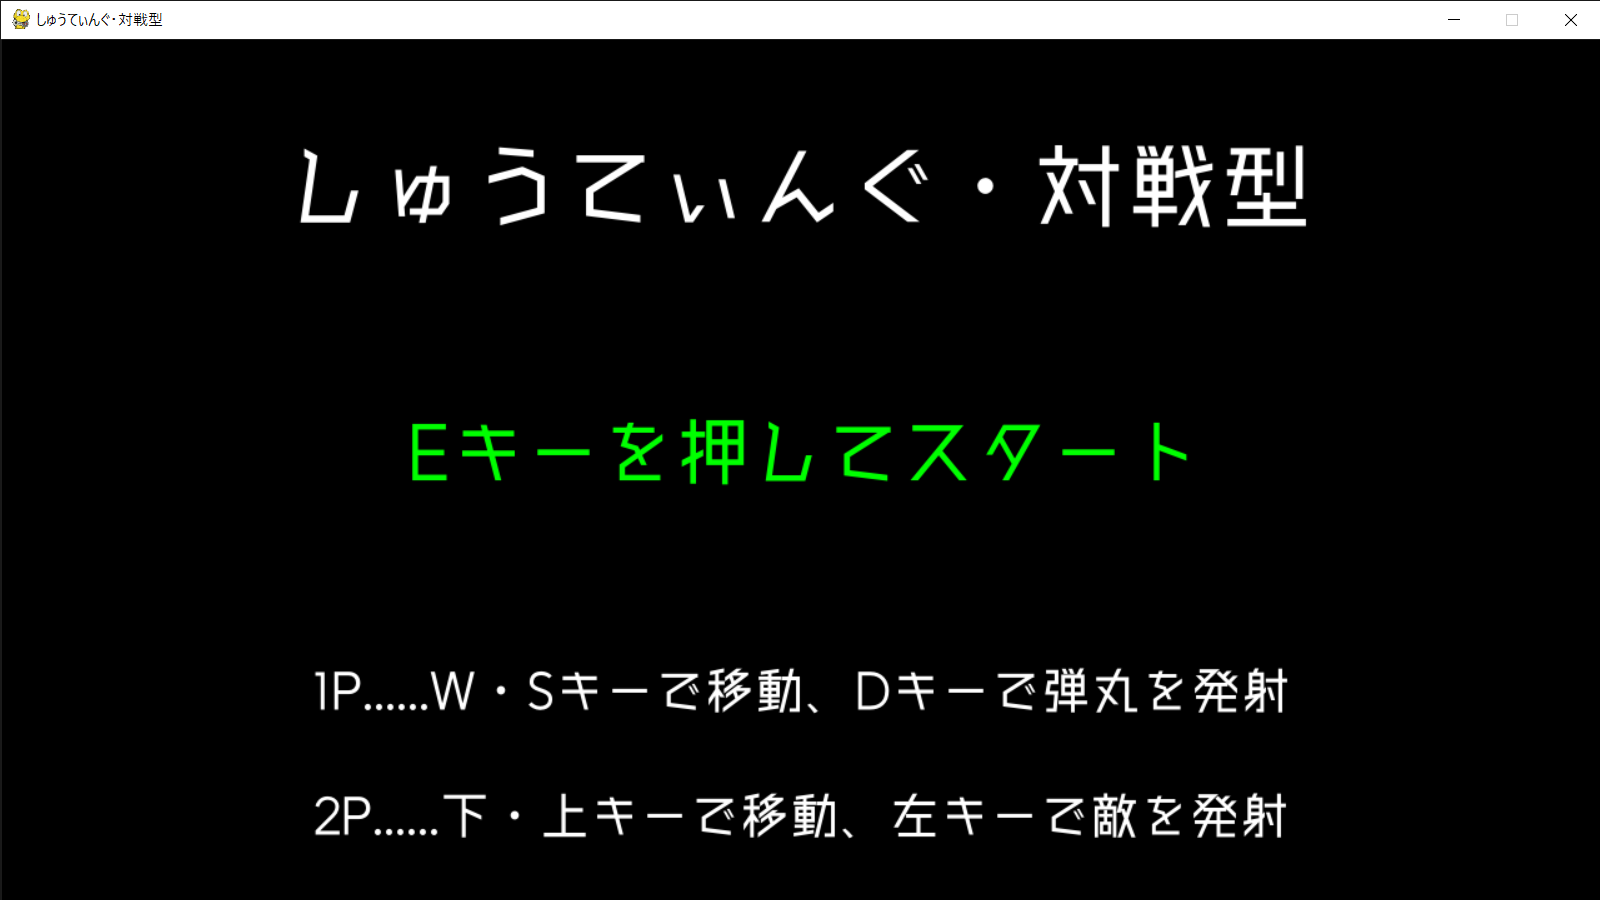 しゅうてぃんぐ・対戦型
しゅうてぃんぐ・対戦型
Eキーを押してスタート
1P......W・Sキーで移動、Dキーで弾丸を発射
2P......下・上キーで移動、左キーで敵を発射